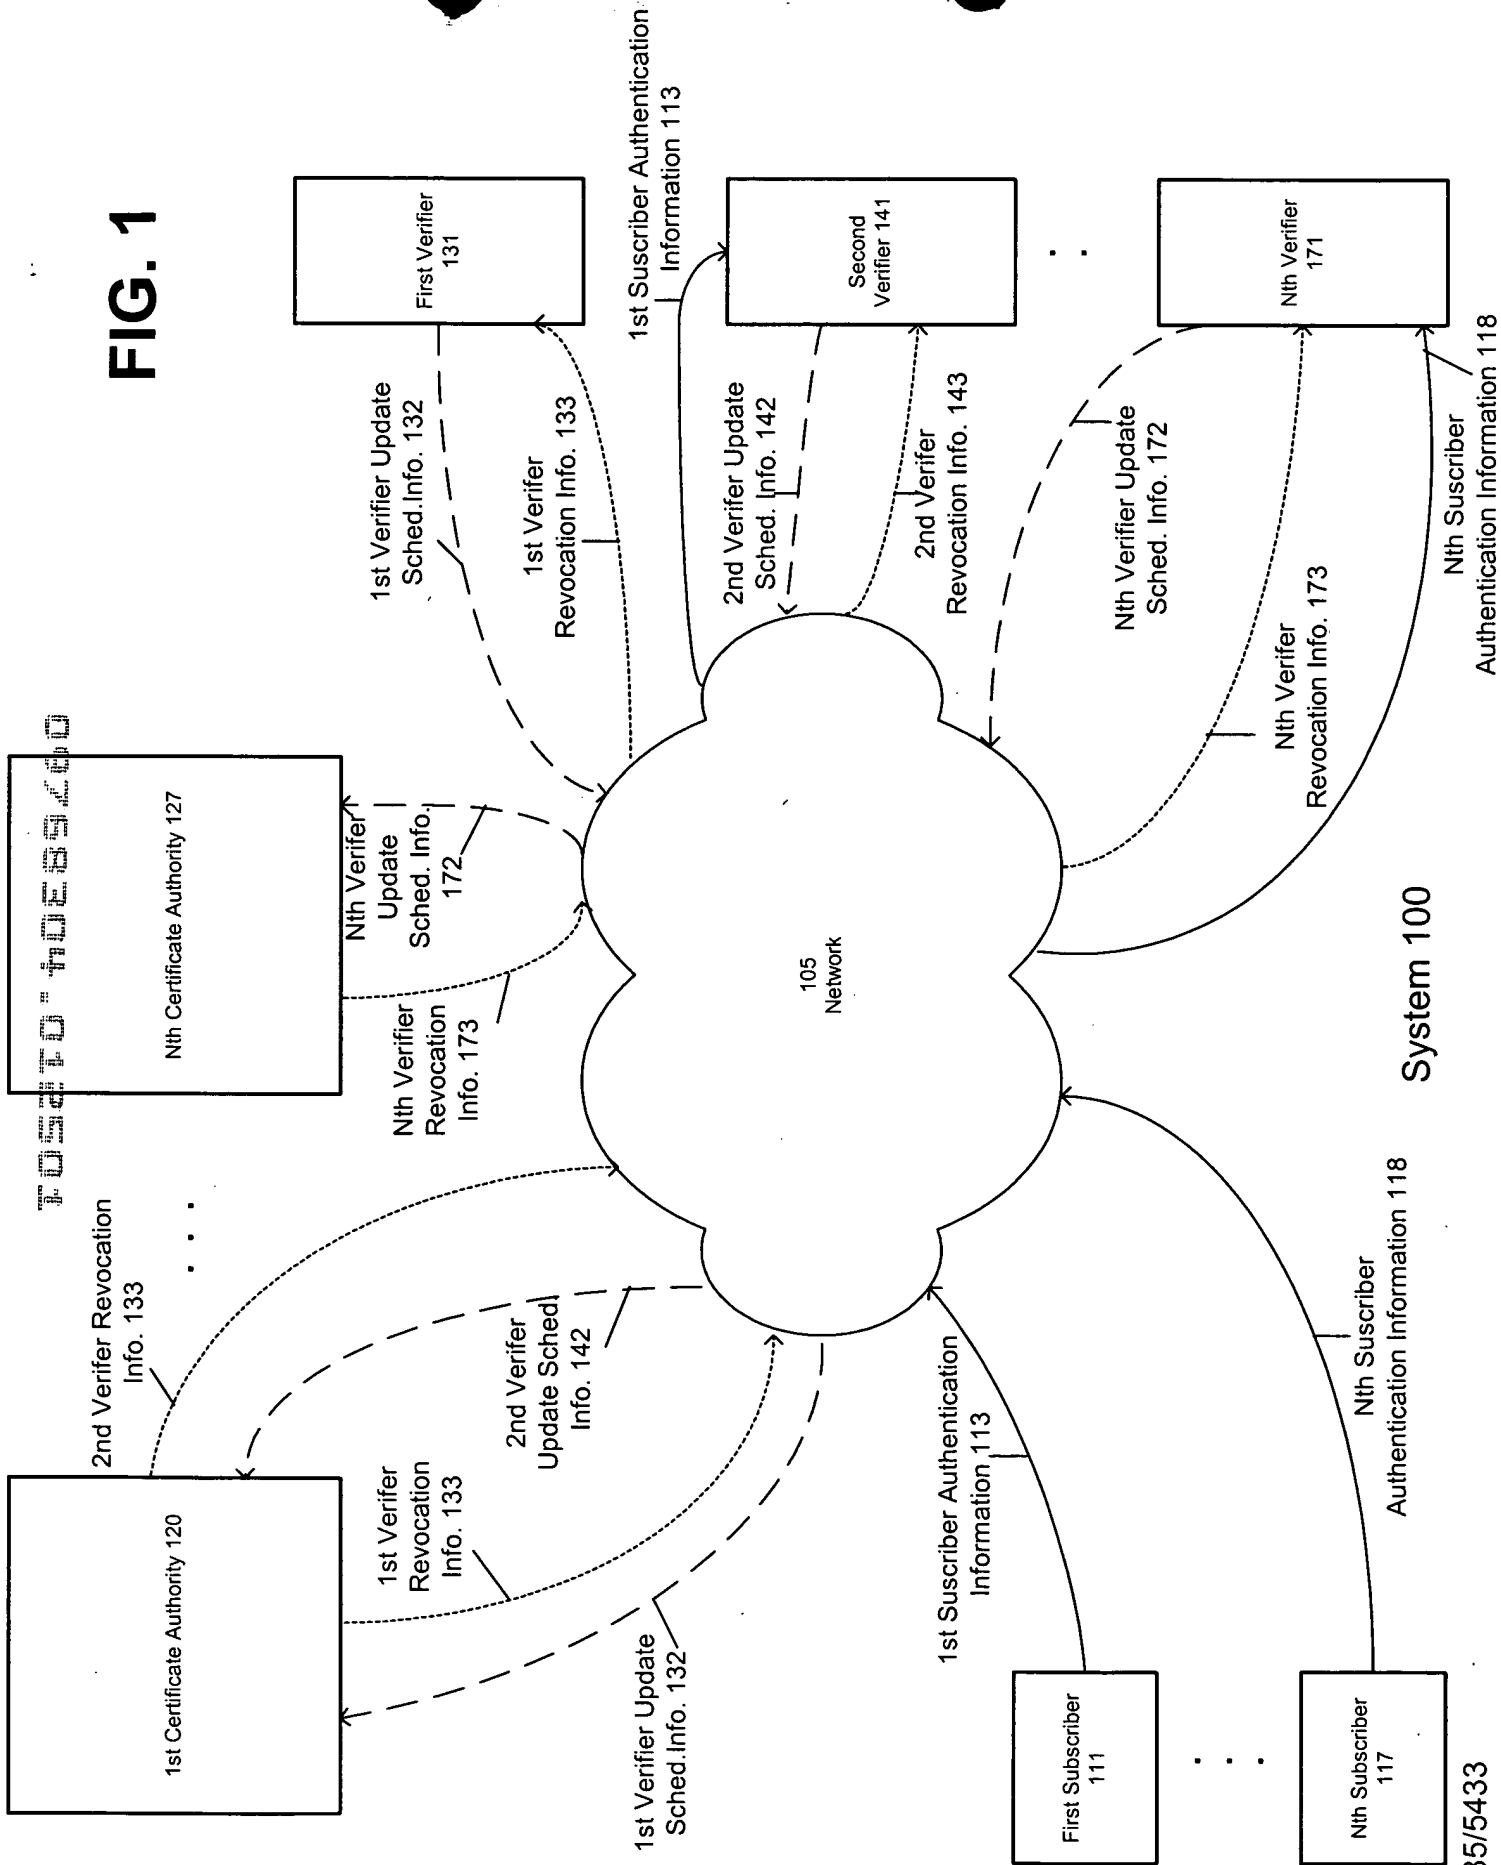 FIG. 1
1st Certificate Authority 120
2nd Verifer Revocation
Info. 133
. . .
Nth Certificate Authority 127
1st Verifer
Revocation
Info. 133
2nd Verifer
Update Sched.
Info. 142
Nth Verifier
Revocation
Info. 173
Nth Verifer
Update
Sched. Info.
172
1st Verifier Update
Sched.Info. 132
1st Verifier Update
Sched.Info. 132
1st Verifer
Revocation Info. 133
First Verifier
131
1st Suscriber Authentication
Information 113
2nd Verifer Update
Sched. Info. 142
2nd Verifer
Revocation Info. 143
Second
Verifier 141
. .
105
Network
1st Suscriber Authentication
Information 113
First Subscriber
111
. . .
Nth Subscriber
117
Nth Suscriber
Authentication Information 118
Nth Verifier Update
Sched. Info. 172
Nth Verifer
Revocation Info. 173
Nth Verifier
171
Nth Suscriber
Authentication Information 118
System 100
35/5433